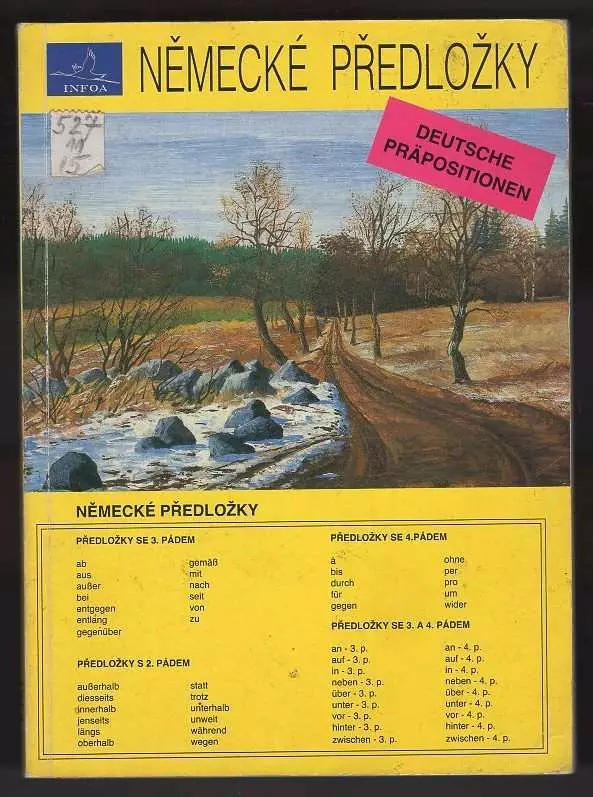 INFOA
NĚMECKÉ PŘEDLOŽKY
527
11
15
DEUTSCHE
PRÄPOSITIONEN
NĚMECKÉ PŘEDLOŽKY
PŘEDLOŽKY SE 3. PÁDEM
ab
aus
außer
bei
entgegen
entlang
gegenüber
gemäß
mit
nach
seit
von
zu
PŘEDLOŽKY S 2. PÁDEM
außerhalb
diesseits
innerhalb
jenseits
längs
oberhalb
statt
trotz
unterhalb
unweit
während
wegen
PŘEDLOŽKY SE 4.PÁDEM
à
bis
durch
für
gegen
ohne
per
pro
um
wider
PŘEDLOŽKY SE 3. A 4. PÁDEM
an - 3. p.
auf - 3. p.
in - 3. p.
neben - 3. p.
über - 3. p.
unter - 3. p.
vor - 3. p.
hinter - 3. p.
zwischen - 3. p.
an - 4. p.
auf - 4. p.
in - 4. p.
neben - 4. p.
über - 4. p.
unter - 4. p.
vor - 4. p.
hinter - 4. p.
zwischen - 4. p.